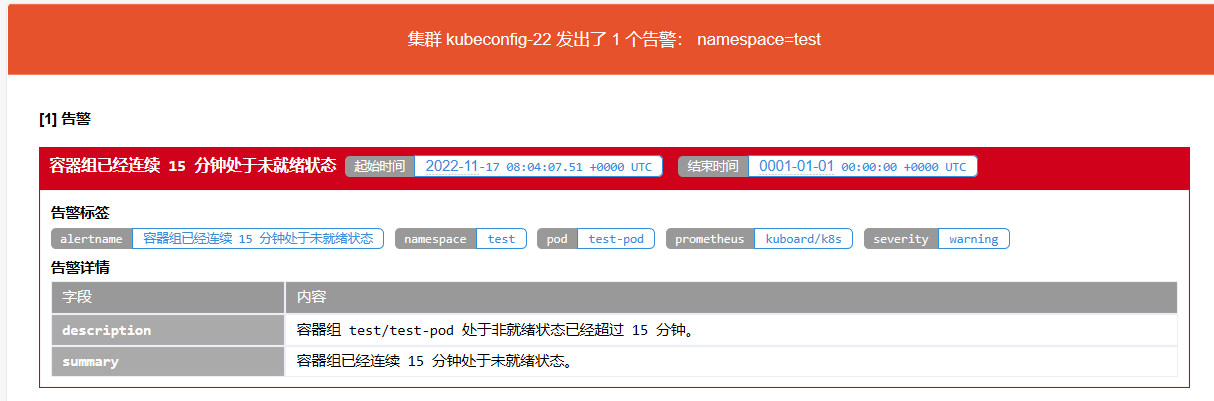 集群 kubeconfig-22 发出了 1 个告警： namespace=test
[1] 告警
容器组已经连续 15 分钟处于未就绪状态 起始时间 2022-11-17 08:04:07.51 +0000 UTC 结束时间 0001-01-01 00:00:00 +0000 UTC
告警标签
alertname 容器组已经连续 15 分钟处于未就绪状态 namespace test pod test-pod prometheus kuboard/k8s severity warning
告警详情
字段 内容
description 容器组 test/test-pod 处于非就绪状态已经超过 15 分钟。
summary 容器组已经连续 15 分钟处于未就绪状态。